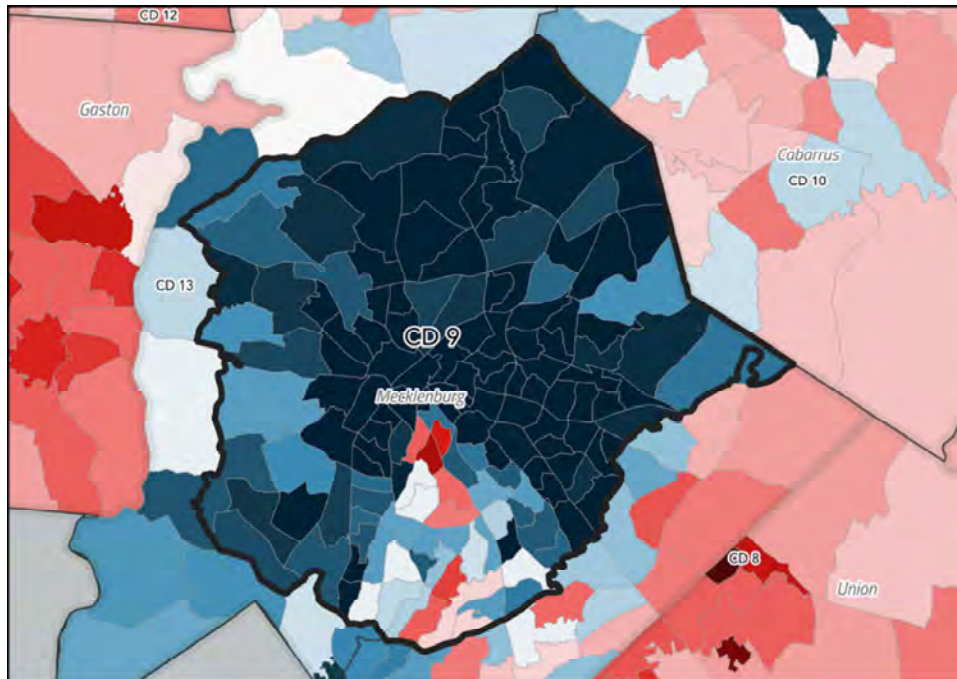 CD 12
Gaston
Cabarrus
CD 10
CD 13
CD 9
Mecklenburg
CD 8
Union